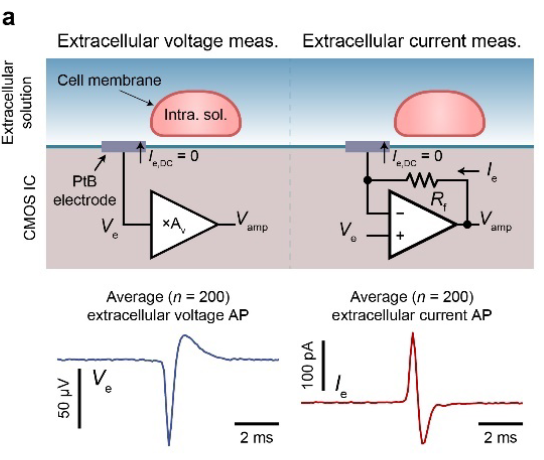 a
Extracellular voltage meas.
Extracellular current meas.
Extracellular
solution
Cell membrane
Intra. sol.
Ie,DC = 0
Ie,DC = 0
PtB
electrode
CMOS IC
Ve
×Av
Vamp
Ie
Rf
−
+
Ve
Vamp
Average (n = 200)
extracellular voltage AP
Average (n = 200)
extracellular current AP
50 µV
Ve
2 ms
100 pA
Ie
2 ms